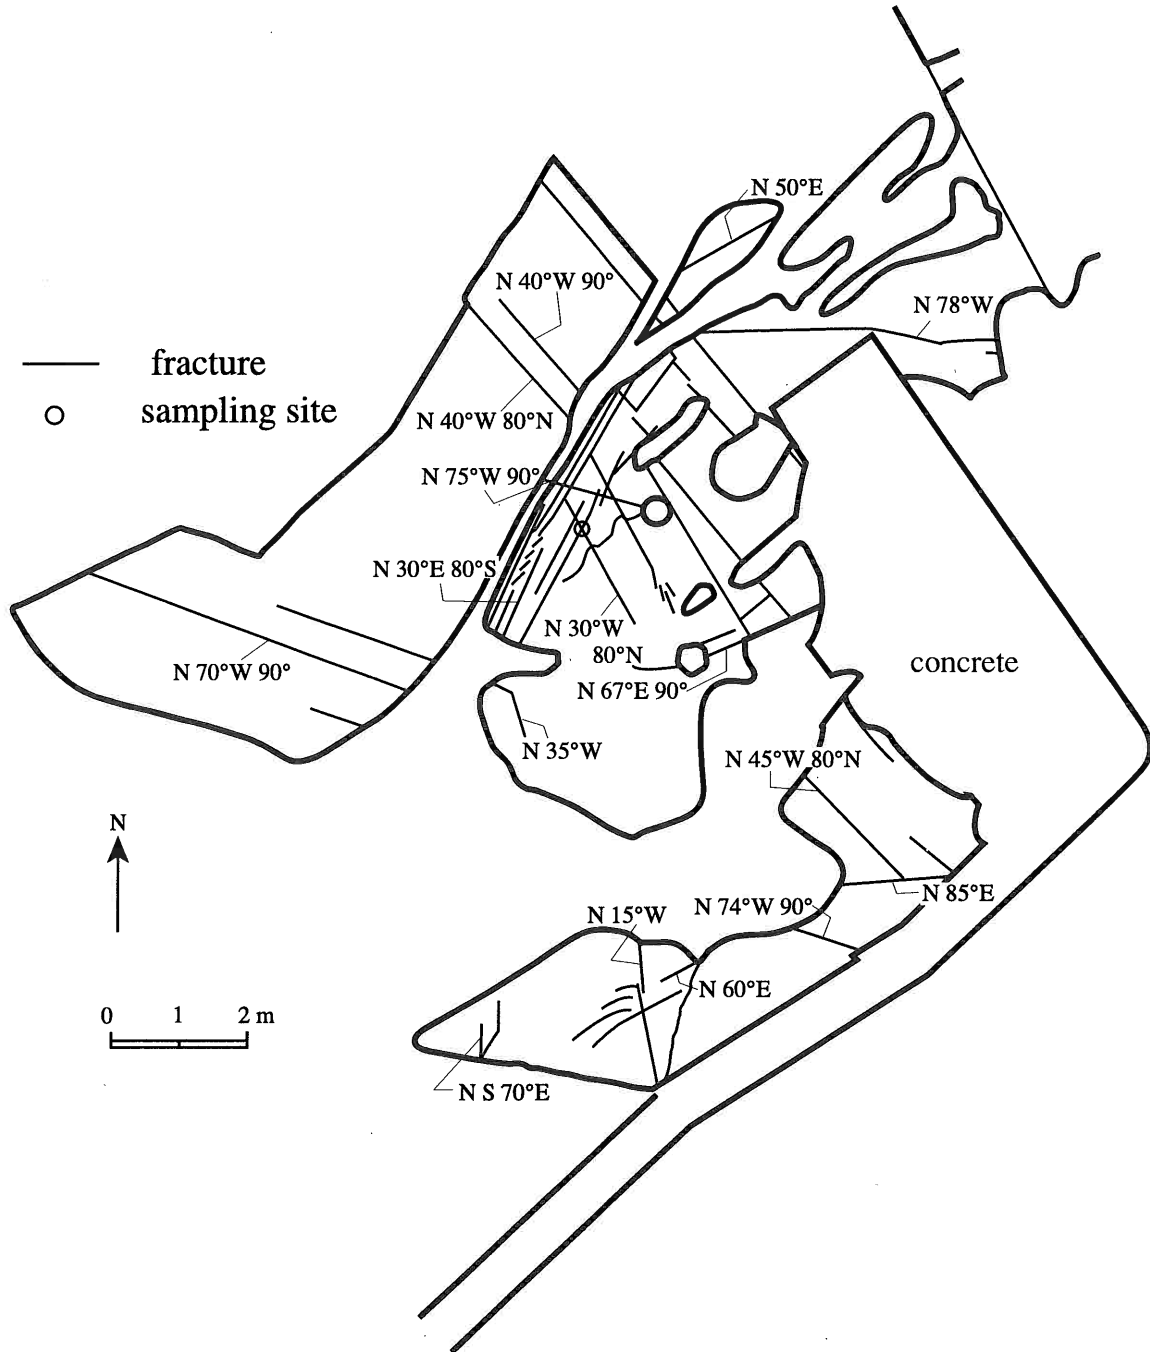 N 50°E
N 40°W 90°
N 78°W
fracture
sampling site
N 40°W 80°N
N 75°W 90°
N 30°E 80°S
N 30°W
80°N
N 67°E 90°
concrete
N 70°W 90°
N 35°W
N 45°W 80°N
N
N 85°E
N 74°W 90°
N 15°W
N 60°E
0 1 2 m
N S 70°E